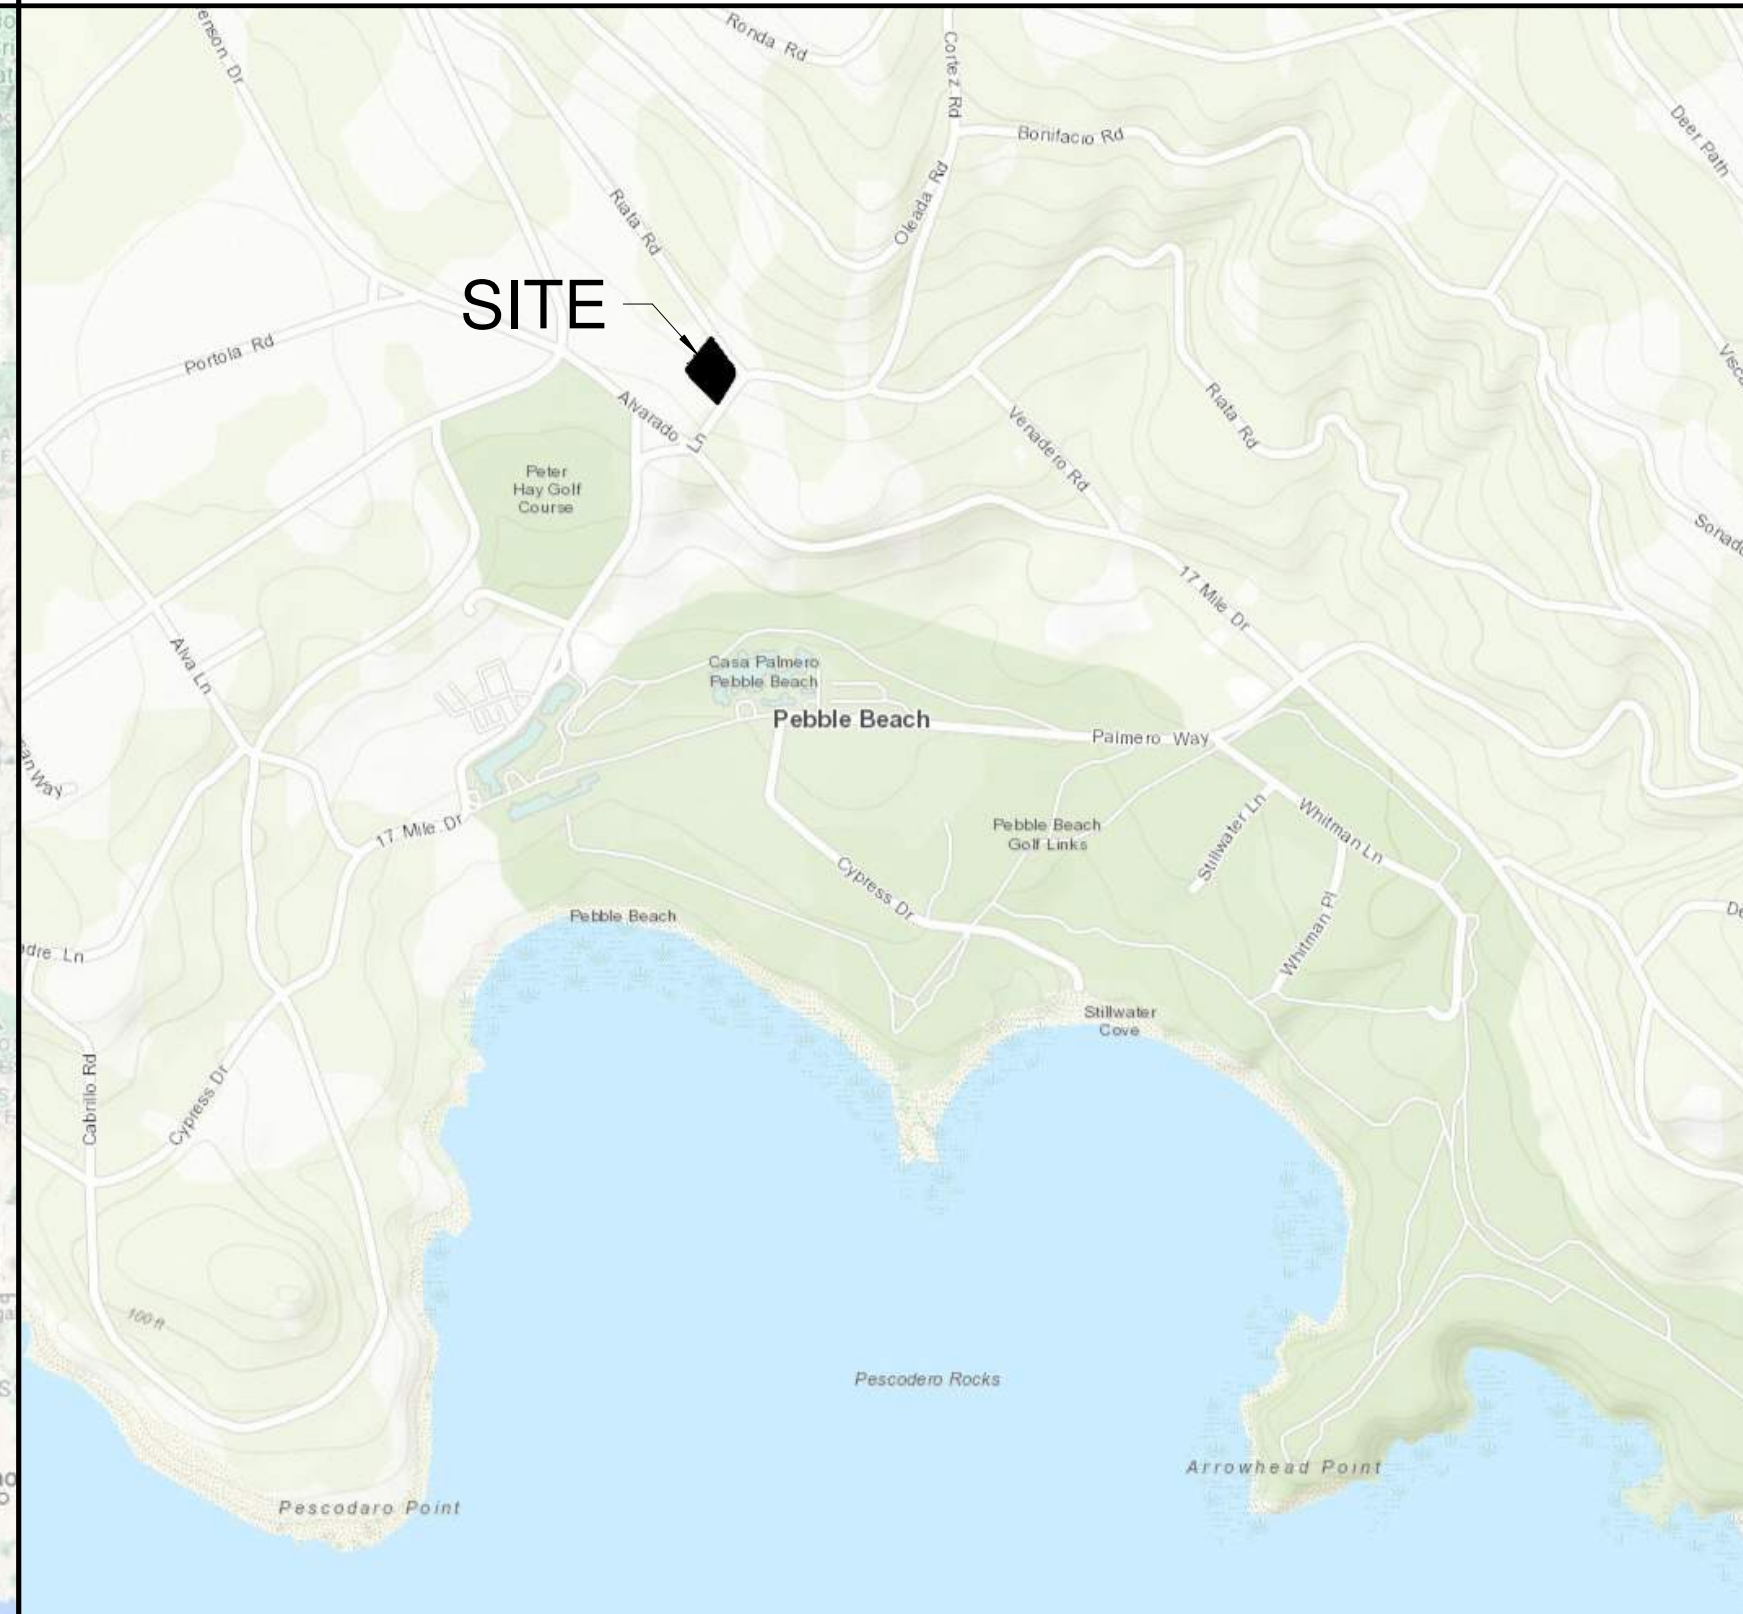 Ronda Rd
Cortez Rd
Bonifacio Rd
Deer Path
Riata Rd
Oleada Rd
SITE
Portola Rd
Alvarado Ln
Riata Rd
Venadero Rd
Peter
Hay Golf
Course
17 Mile Dr
Alva Ln
Casa Palmero
Pebble Beach
Pebble Beach
Palmero Way
Stillwater Ln
Whitman Ln
17 Mile Dr
Pebble Beach
Golf Links
Cypress Dr
Whitman Pl
Pebble Beach
Stillwater
Cove
Cabrillo Rd
Cypress Dr
100 ft
Pescodero Rocks
Arrowhead Point
Pescodaro Point